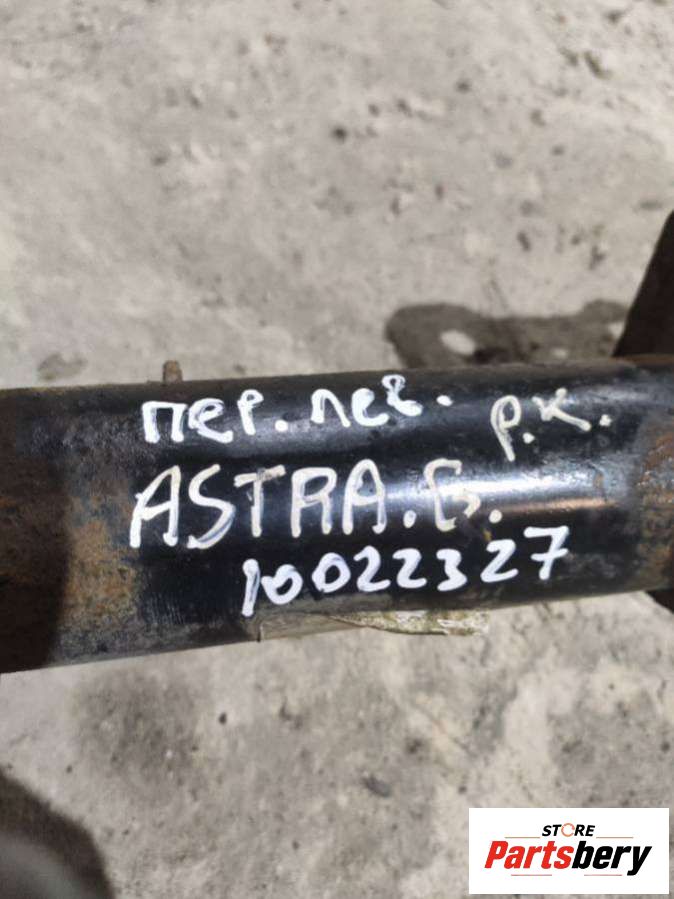 пер. лев.
р.к.
ASTRA. G.
10022327
STORE
Partsbery